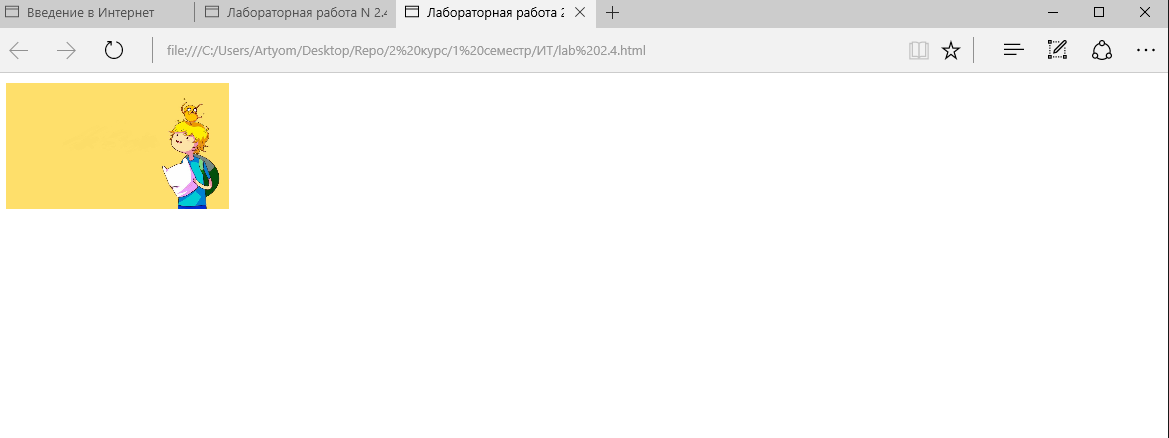 Введение в Интернет
Лабораторная работа N 2.4
Лабораторная работа 2
file:///C:/Users/Artyom/Desktop/Repo/2%20курс/1%20семестр/ИТ/lab%202.4.html